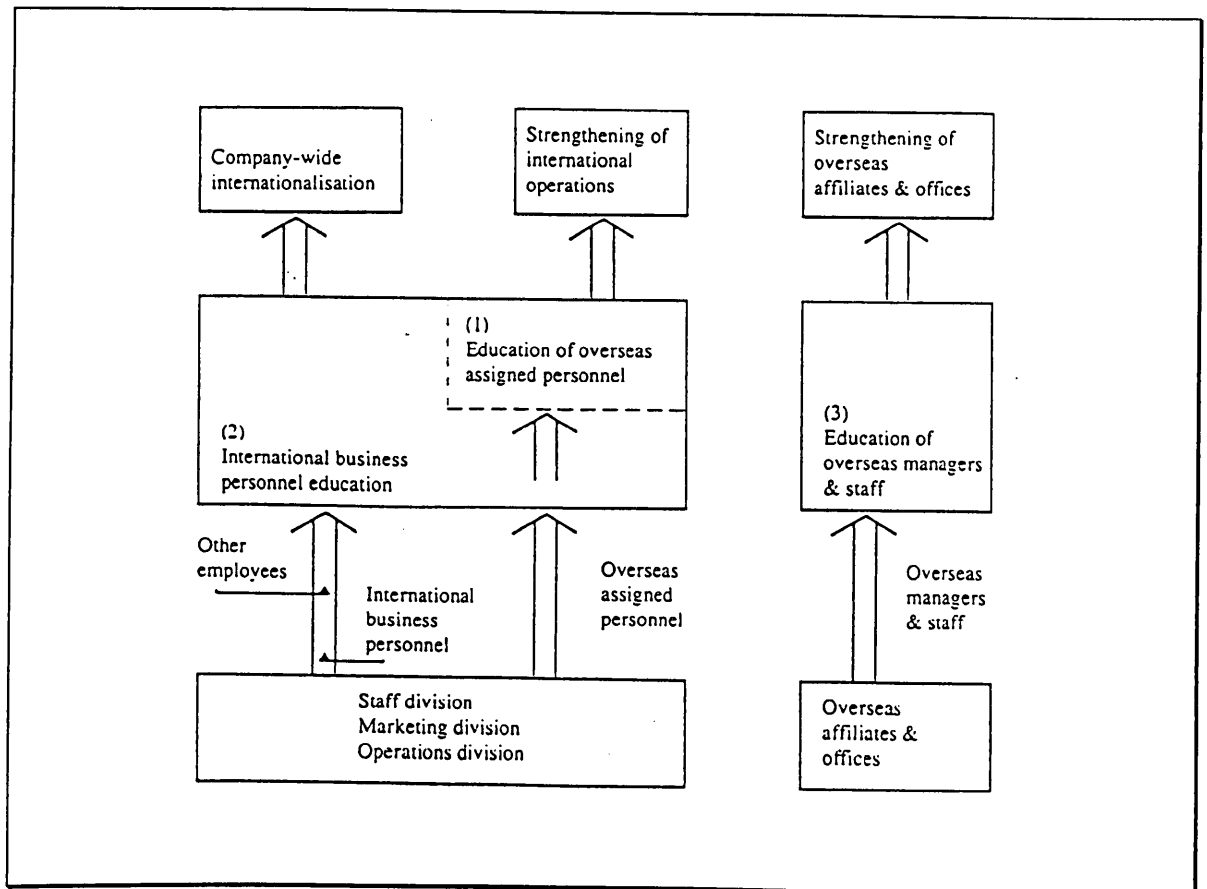 Company-wide
internationalisation
Strengthening of
international
operations
Strengthening of
overseas
affiliates & offices
(1)
Education of overseas
assigned personnel
(2)
International business
personnel education
(3)
Education of
overseas managers
& staff
Other
employees
International
business
personnel
Overseas
assigned
personnel
Overseas
managers
& staff
Staff division
Marketing division
Operations division
Overseas
affiliates &
offices